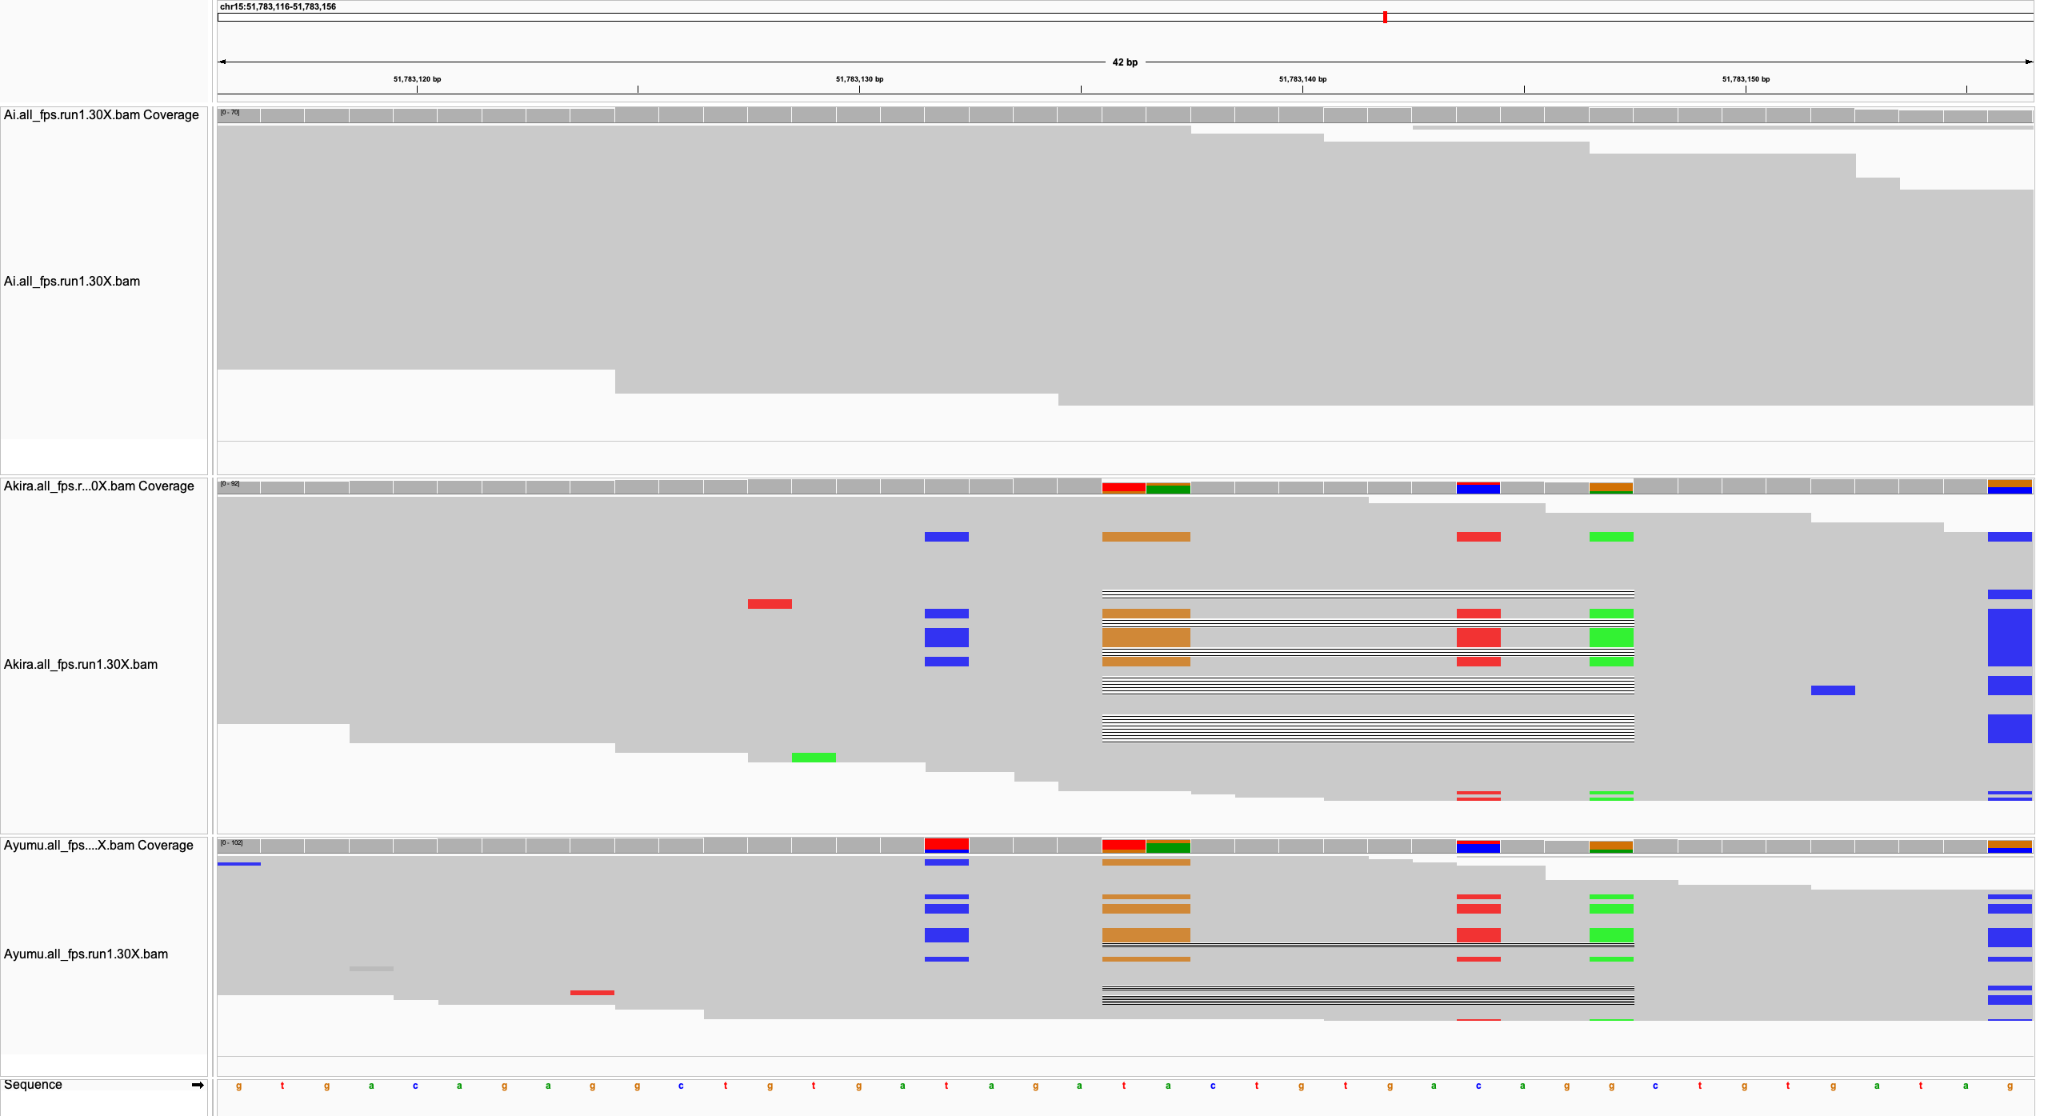 chr15:51,783,116-51,783,156
42 bp
51,783,120 bp 51,783,130 bp 51,783,140 bp 51,783,150 bp
Ai.all_fps.run1.30X.bam Coverage
[0 - 70]
Ai.all_fps.run1.30X.bam
Akira.all_fps.r...0X.bam Coverage
[0 - 92]
Akira.all_fps.run1.30X.bam
Ayumu.all_fps....X.bam Coverage
[0 - 102]
Ayumu.all_fps.run1.30X.bam
Sequence g t g a c a g a g g c t g t g a t a g a t a c t g t g a c a g g c t g t g a t a g